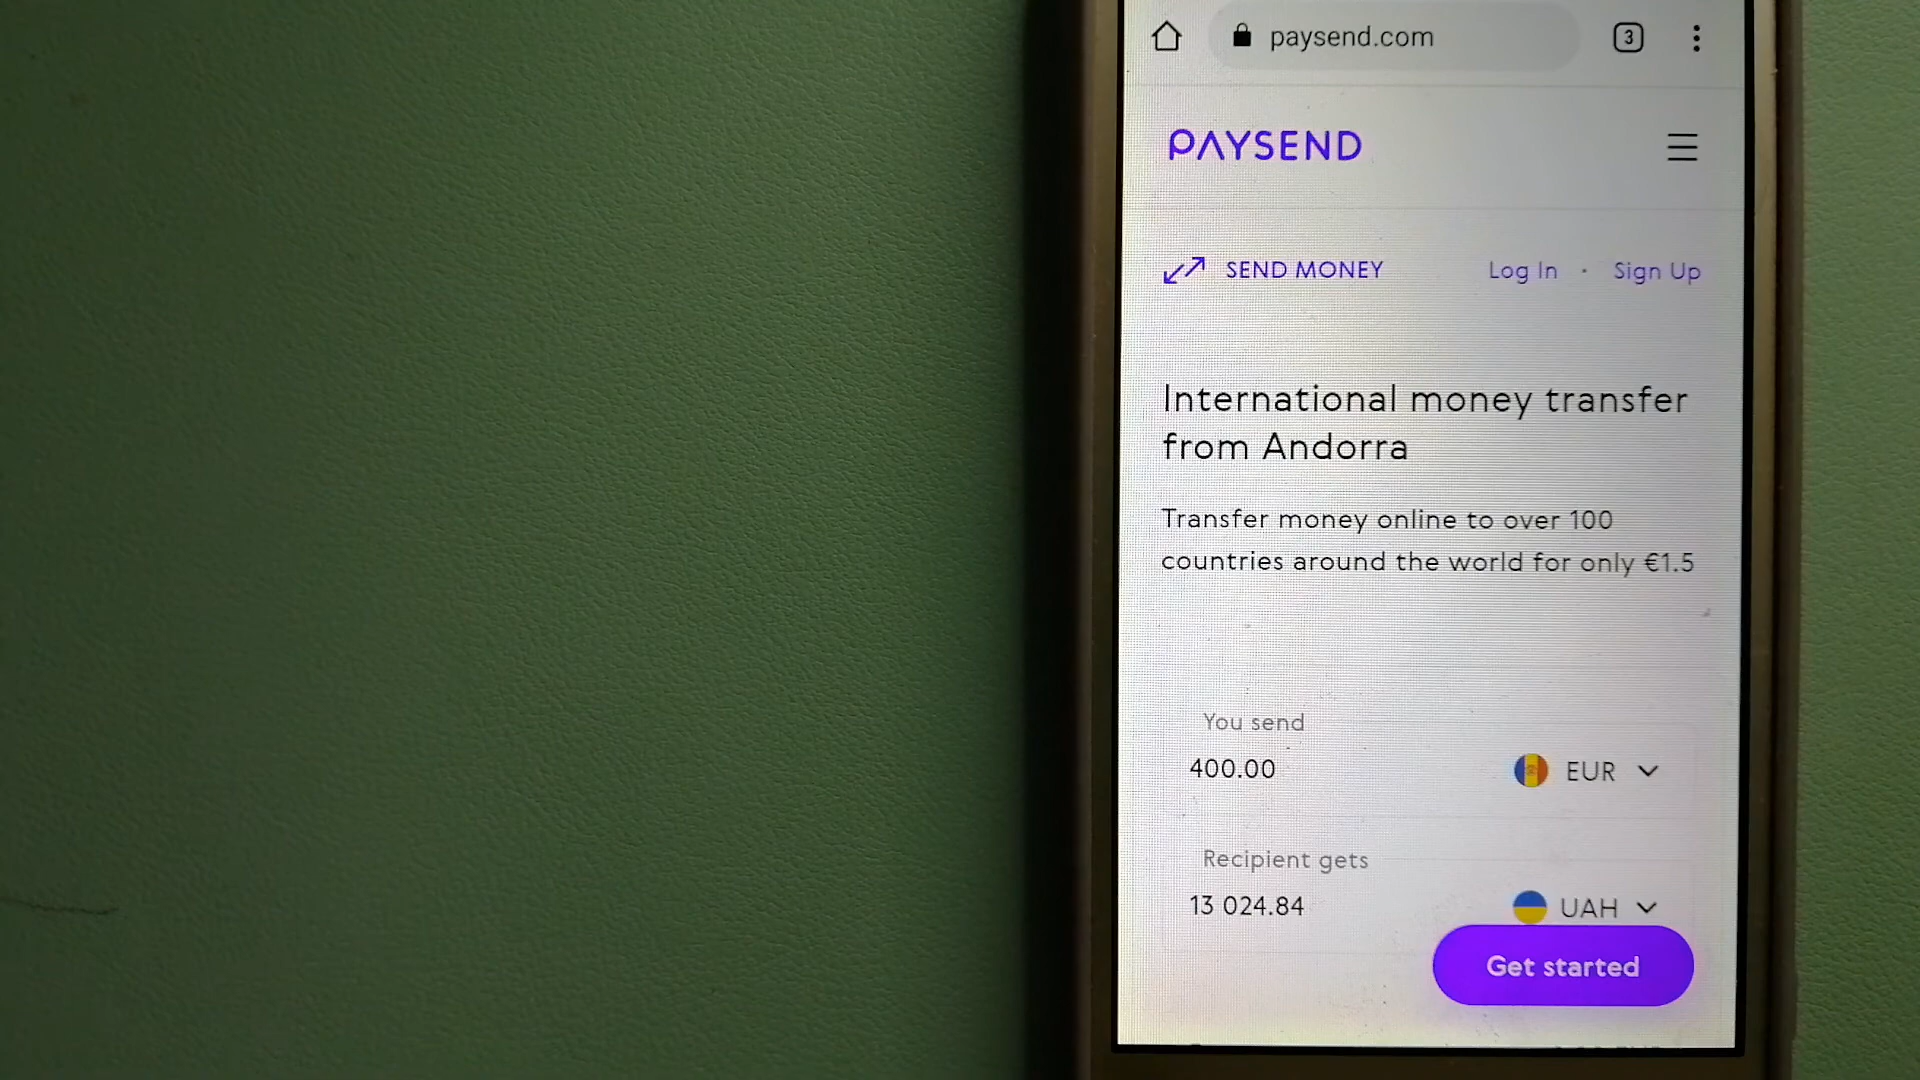 paysend.com
3
PAYSEND
SEND MONEY
Log In · Sign Up
International money transfer
from Andorra
Transfer money online to over 100
countries around the world for only €1.5
You send
400.00
EUR
Recipient gets
13 024.84
UAH
Get started